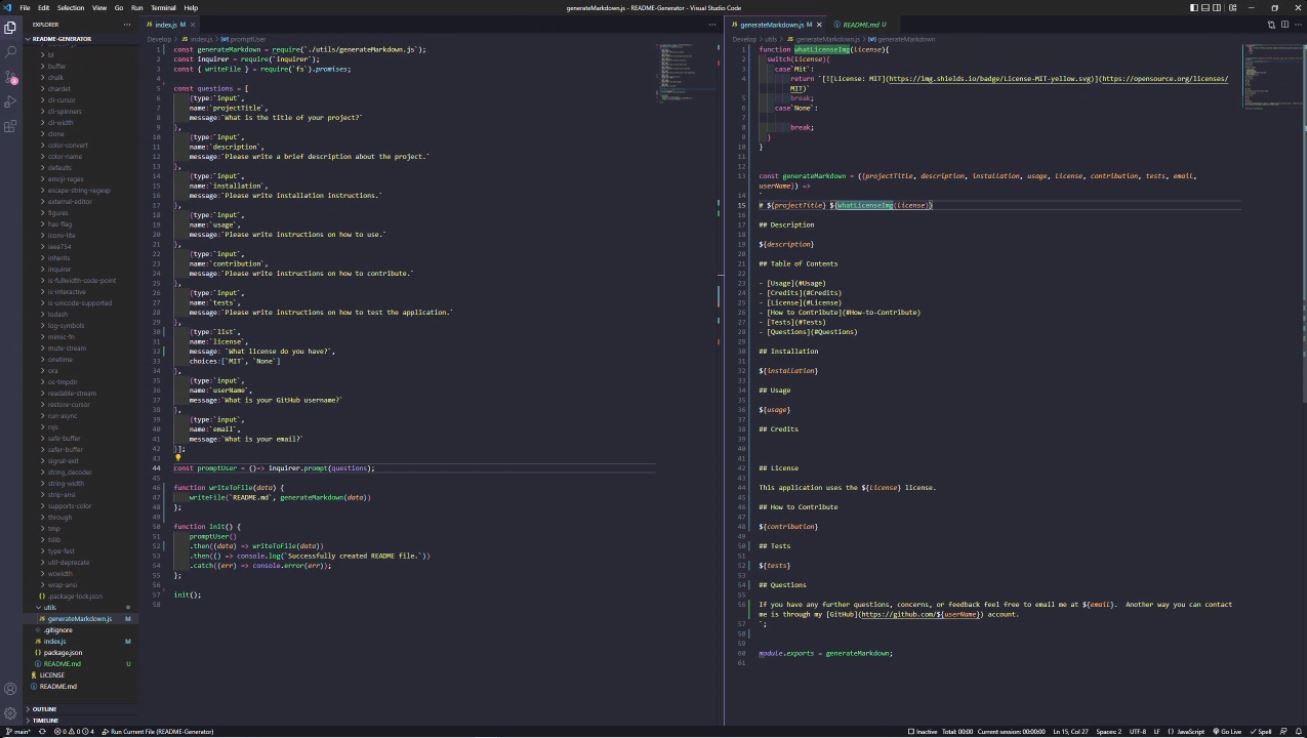 File Edit Selection View Go Run Terminal Help
generateMarkdown.js - README-Generator - Visual Studio Code
EXPLORER
README-GENERATOR
bl
buffer
chalk
chardet
cli-cursor
cli-spinners
cli-width
clone
color-convert
color-name
defaults
emoji-regex
escape-string-regexp
external-editor
figures
has-flag
iconv-lite
ieee754
inherits
inquirer
is-fullwidth-code-point
is-interactive
is-unicode-supported
lodash
log-symbols
mimic-fn
mute-stream
onetime
ora
os-tmpdir
readable-stream
restore-cursor
run-async
rxjs
safe-buffer
safer-buffer
signal-exit
string_decoder
string-width
strip-ansi
supports-color
through
tmp
tslib
type-fest
util-deprecate
wcwidth
wrap-ansi
{} .package-lock.json
utils
JS generateMarkdown.js M
.gitignore
JS index.js M
{} package.json
README.md U
LICENSE
README.md
OUTLINE
TIMELINE
JS index.js M
Develop > JS index.js > promptUser
1 const generateMarkdown = require(`./utils/generateMarkdown.js`);
2 const inquirer = require(`inquirer`);
3 const { writeFile } = require(`fs`).promises;
4
5 const questions = [
6 {type:`input`,
7 name:`projectTitle`,
8 message:`What is the title of your project?`
9 },
10 {type:`input`,
11 name:`description`,
12 message:`Please write a brief description about the project.`
13 },
14 {type:`input`,
15 name:`installation`,
16 message:`Please write installation instructions.`
17 },
18 {type:`input`,
19 name:`usage`,
20 message:`Please write instructions on how to use.`
21 },
22 {type:`input`,
23 name:`contribution`,
24 message:`Please write instructions on how to contribute.`
25 },
26 {type:`input`,
27 name:`tests`,
28 message:`Please write instructions on how to test the application.`
29 },
30 {type:`list`,
31 name:`license`,
32 message: `What license do you have?`,
33 choices:[`MIT`, `None`]
34 },
35 {type:`input`,
36 name:`userName`,
37 message:`What is your GitHub username?`
38 },
39 {type:`input`,
40 name:`email`,
41 message:`What is your email?`
42 }];
43
44 const promptUser = ()=> inquirer.prompt(questions);
45
46 function writeToFile(data) {
47 writeFile(`README.md`, generateMarkdown(data))
48 };
49
50 function init() {
51 promptUser()
52 .then((data) => writeToFile(data))
53 .then(() => console.log(`Successfully created README file.`))
54 .catch((err) => console.error(err));
55 };
56
57 init();
58
JS generateMarkdown.js M README.md U
Develop > utils > JS generateMarkdown.js > generateMarkdown
1 function whatLicenseImg(license){
2 switch(license){
3 case`Mit`:
4 return `[![License: MIT](https://img.shields.io/badge/License-MIT-yellow.svg)](https://opensource.org/licenses/
MIT)`
5 break;
6 case`None`:
7
8 break;
9 }
10 }
11
12
13 const generateMarkdown = ({projectTitle, description, installation, usage, license, contribution, tests, email,
userName}) =>
14 `
15 # ${projectTitle} ${whatLicenseImg(license)}
16
17 ## Description
18
19 ${description}
20
21 ## Table of Contents
22
23 - [Usage](#Usage)
24 - [Credits](#Credits)
25 - [License](#License)
26 - [How to Contribute](#How-to-Contribute)
27 - [Tests](#Tests)
28 - [Questions](#Questions)
29
30 ## Installation
31
32 ${installation}
33
34 ## Usage
35
36 ${usage}
37
38 ## Credits
39
40
41
42 ## License
43
44 This application uses the ${license} license.
45
46 ## How to Contribute
47
48 ${contribution}
49
50 ## Tests
51
52 ${tests}
53
54 ## Questions
55
56 If you have any further questions, concerns, or feedback feel free to email me at ${email}. Another way you can contact
me is through my [GitHub](https://github.com/${userName}) account.
57 `;
58
59
60 module.exports = generateMarkdown;
61
main* 0 0 4 Run Current File (README-Generator)
Inactive Total: 00:00 Current session: 00:00:00 Ln 15, Col 27 Spaces: 2 UTF-8 LF {} JavaScript Go Live Spell